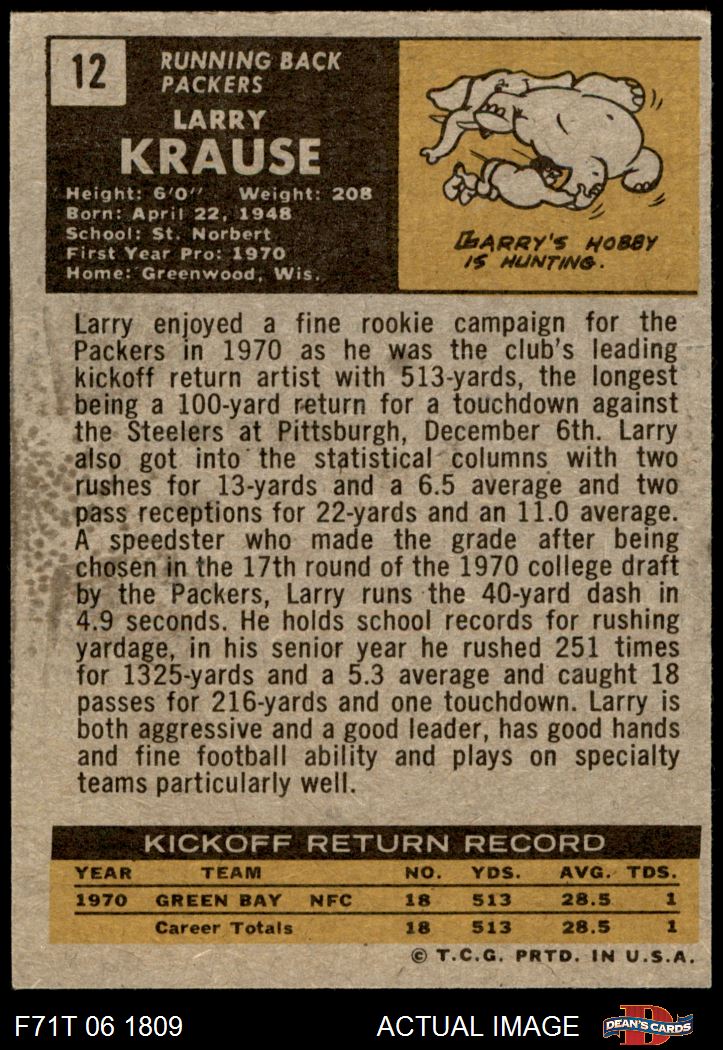 12
RUNNING BACK
PACKERS
LARRY
KRAUSE
Height: 6'0" Weight: 208
Born: April 22, 1948
School: St. Norbert
First Year Pro: 1970
Home: Greenwood, Wis.
LARRY'S HOBBY
IS HUNTING.
Larry enjoyed a fine rookie campaign for the
Packers in 1970 as he was the club's leading
kickoff return artist with 513-yards, the longest
being a 100-yard return for a touchdown against
the Steelers at Pittsburgh, December 6th. Larry
also got into the statistical columns with two
rushes for 13-yards and a 6.5 average and two
pass receptions for 22-yards and an 11.0 average.
A speedster who made the grade after being
chosen in the 17th round of the 1970 college draft
by the Packers, Larry runs the 40-yard dash in
4.9 seconds. He holds school records for rushing
yardage, in his senior year he rushed 251 times
for 1325-yards and a 5.3 average and caught 18
passes for 216-yards and one touchdown. Larry is
both aggressive and a good leader, has good hands
and fine football ability and plays on specialty
teams particularly well.
KICKOFF RETURN RECORD
YEAR TEAM NO. YDS. AVG. TDS.
1970 GREEN BAY NFC 18 513 28.5 1
Career Totals 18 513 28.5 1
© T.C.G. PRTD. IN U.S.A.
F71T 06 1809 ACTUAL IMAGE D DEAN'S CARDS